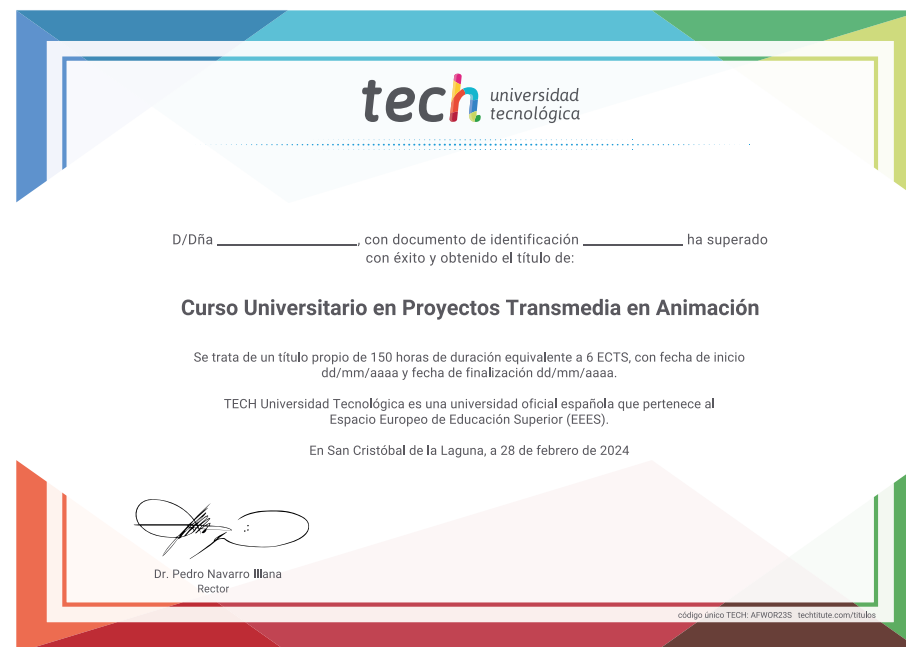 tech universidad
tecnológica
D/Dña ____________________, con documento de identificación ______________ ha superado
con éxito y obtenido el título de:
Curso Universitario en Proyectos Transmedia en Animación
Se trata de un título propio de 150 horas de duración equivalente a 6 ECTS, con fecha de inicio
dd/mm/aaaa y fecha de finalización dd/mm/aaaa.
TECH Universidad Tecnológica es una universidad oficial española que pertenece al
Espacio Europeo de Educación Superior (EEES).
En San Cristóbal de la Laguna, a 28 de febrero de 2024
Dr. Pedro Navarro Illana
Rector
código único TECH: AFWOR23S techtitute.com/titulos